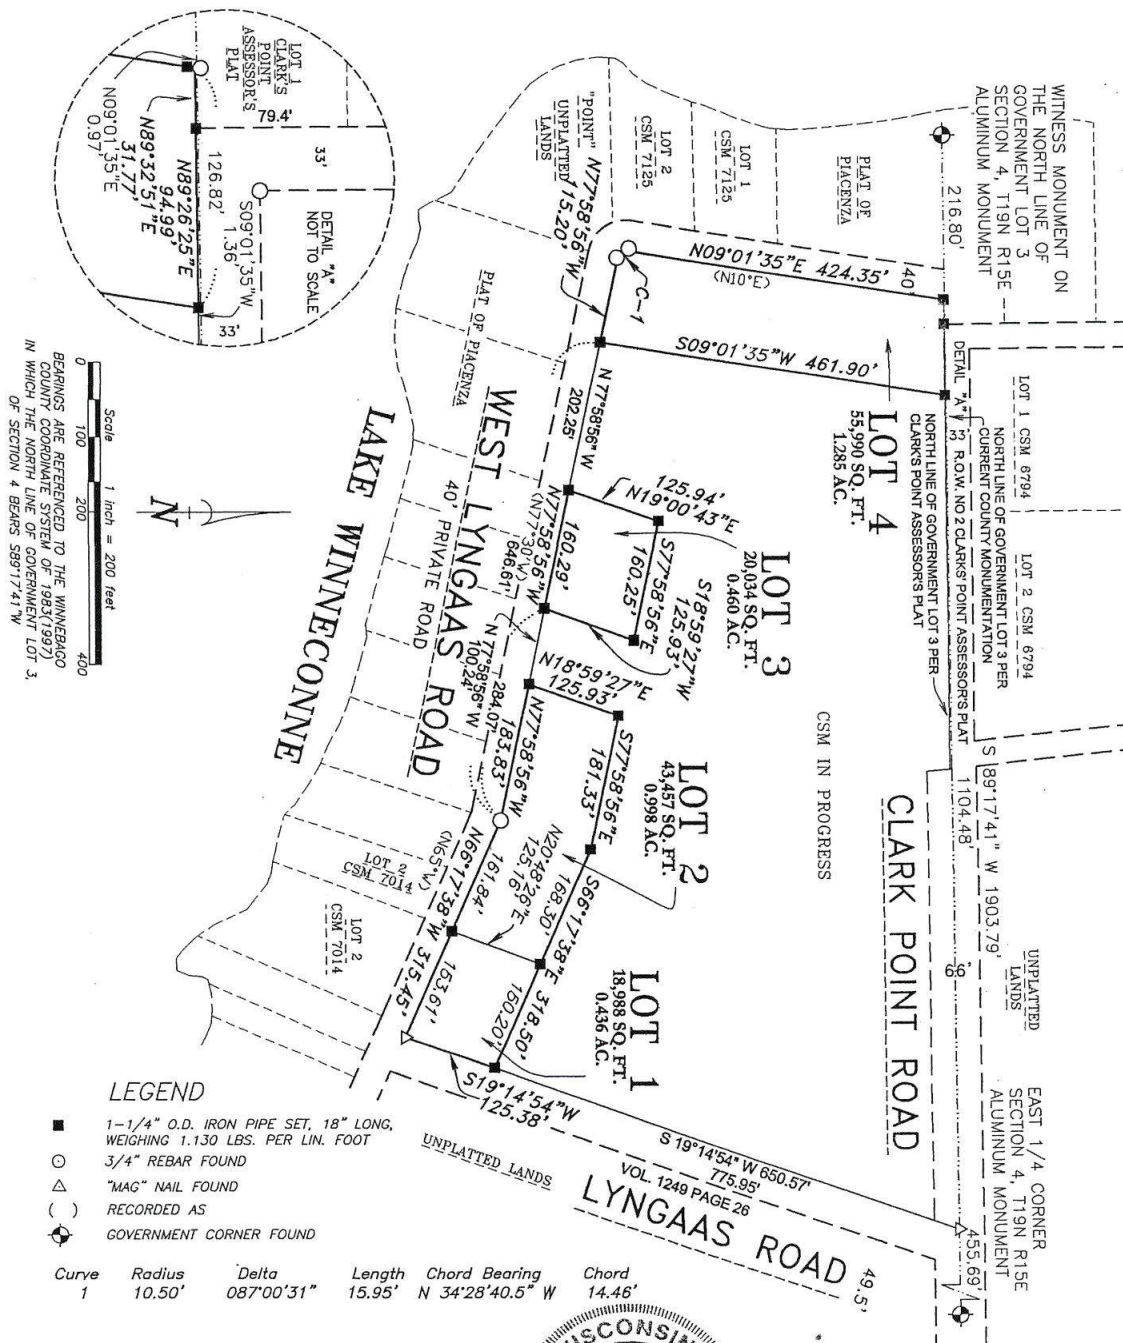 WITNESS MONUMENT ON
THE NORTH LINE OF
GOVERNMENT LOT 3
SECTION 4, T19N R15E
ALUMINUM MONUMENT
216.80'
PLAT OF
PIACENZA
LOT 1
CSM 7125
LOT 2
CSM 7125
"POINT"
UNPLATTED
LANDS
N77°58'56"W
115.20'
C-1
N09°01'35"E 424.35'
(N10°E)
40'
S09°01'35"W 461.90'
DETAIL "A"
LOT 1 CSM 6794
LOT 2 CSM 6794
NORTH LINE OF GOVERNMENT LOT 3 PER
CURRENT COUNTY MONUMENTATION
33' R.O.W. NO 2 CLARKS' POINT ASSESSOR'S PLAT
NORTH LINE OF GOVERNMENT LOT 3 PER
CLARK'S POINT ASSESSOR'S PLAT
LOT 4
55,990 SQ. FT.
1.285 AC.
LOT 3
20,034 SQ. FT.
0.460 AC.
LOT 2
43,457 SQ. FT.
0.998 AC.
LOT 1
18,988 SQ. FT.
0.436 AC.
CSM IN PROGRESS
S 89°17'41" W 1903.79'
1104.48'
CLARK POINT ROAD
66'
UNPLATTED
LANDS
EAST 1/4 CORNER
SECTION 4, T19N R15E
ALUMINUM MONUMENT
455.69'
N 77°58'56" W
202.25'
125.94'
N19°00'43"E
S77°58'56"E
160.25'
S18°59'27"W
125.93'
N77°58'56"W
160.29'
(N77°30'W)
646.61'
N 77°58'56" W
100.24'
284.07'
N18°59'27"E
125.93'
S77°58'56"E
181.33'
N77°58'56"W
183.83'
N20°48'26"E
125.16'
S66°17'38"E 318.50'
168.30'
150.20'
N66°17'38"W 315.45'
161.84'
153.61'
(N65°W)
S19°14'54"W
125.38'
S 19°14'54" W 650.57'
775.95'
VOL. 1249 PAGE 26
LYNGAAS ROAD
49.5'
UNPLATTED LANDS
PLAT OF PIACENZA
WEST LYNGAAS ROAD
40' PRIVATE ROAD
LAKE WINNECONNE
LOT 2
CSM 7014
LOT 2
CSM 7014
LOT 1
CLARK'S
POINT
ASSESSOR'S
PLAT
79.4'
33'
DETAIL "A"
NOT TO SCALE
126.82'
S09°01'35"W
1.36'
N89°26'25"E
94.99'
N89°32'51"E
31.77'
N09°01'35"E
0.97'
33'
N
Scale 1 inch = 200 feet
0 100 200 400
BEARINGS ARE REFERENCED TO THE WINNEBAGO
COUNTY COORDINATE SYSTEM OF 1983(1997)
IN WHICH THE NORTH LINE OF GOVERNMENT LOT 3,
OF SECTION 4 BEARS S89°17'41"W
LEGEND
1-1/4" O.D. IRON PIPE SET, 18" LONG,
WEIGHING 1.130 LBS. PER LIN. FOOT
3/4" REBAR FOUND
"MAG" NAIL FOUND
( ) RECORDED AS
GOVERNMENT CORNER FOUND
Curve Radius Delta Length Chord Bearing Chord
1 10.50' 087°00'31" 15.95' N 34°28'40.5" W 14.46'
WISCONSIN